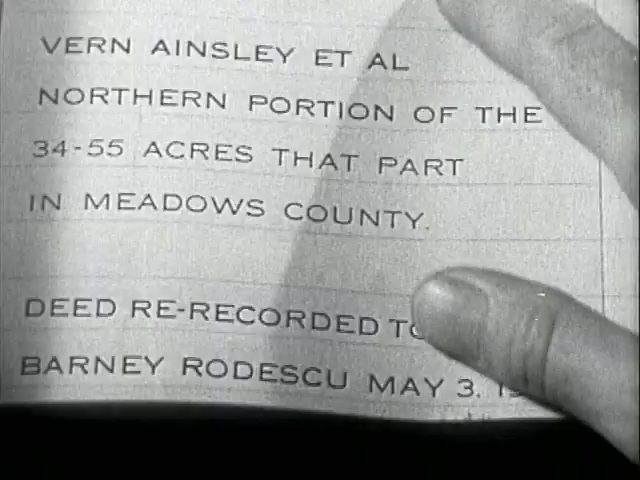 VERN AINSLEY ET AL
NORTHERN PORTION OF THE
34-55 ACRES THAT PART
IN MEADOWS COUNTY.
DEED RE-RECORDED TO
BARNEY RODESCU MAY 3,